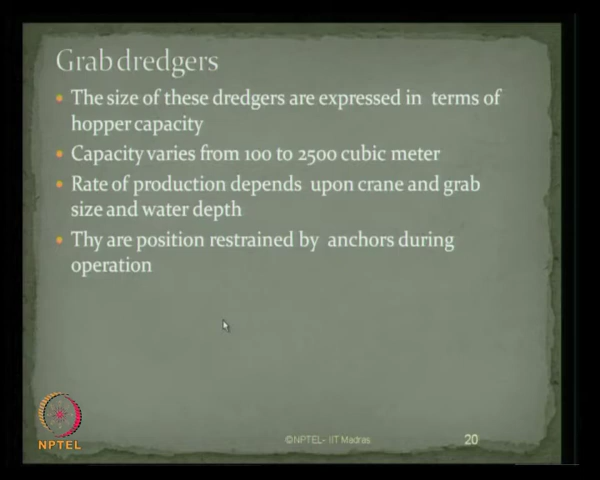 Grab dredgers
The size of these dredgers are expressed in terms of
hopper capacity
Capacity varies from 100 to 2500 cubic meter
Rate of production depends upon crane and grab
size and water depth
Thy are position restrained by anchors during
operation
NPTEL
©NPTEL- IIT Madras
20